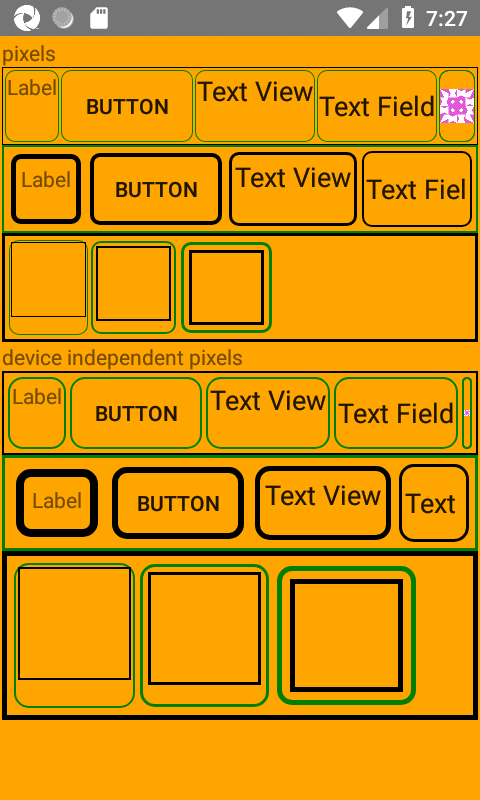 7:27
pixels
Label BUTTON Text View Text Field
Label BUTTON Text View Text Fiel
device independent pixels
Label BUTTON Text View Text Field
Label BUTTON Text View Text